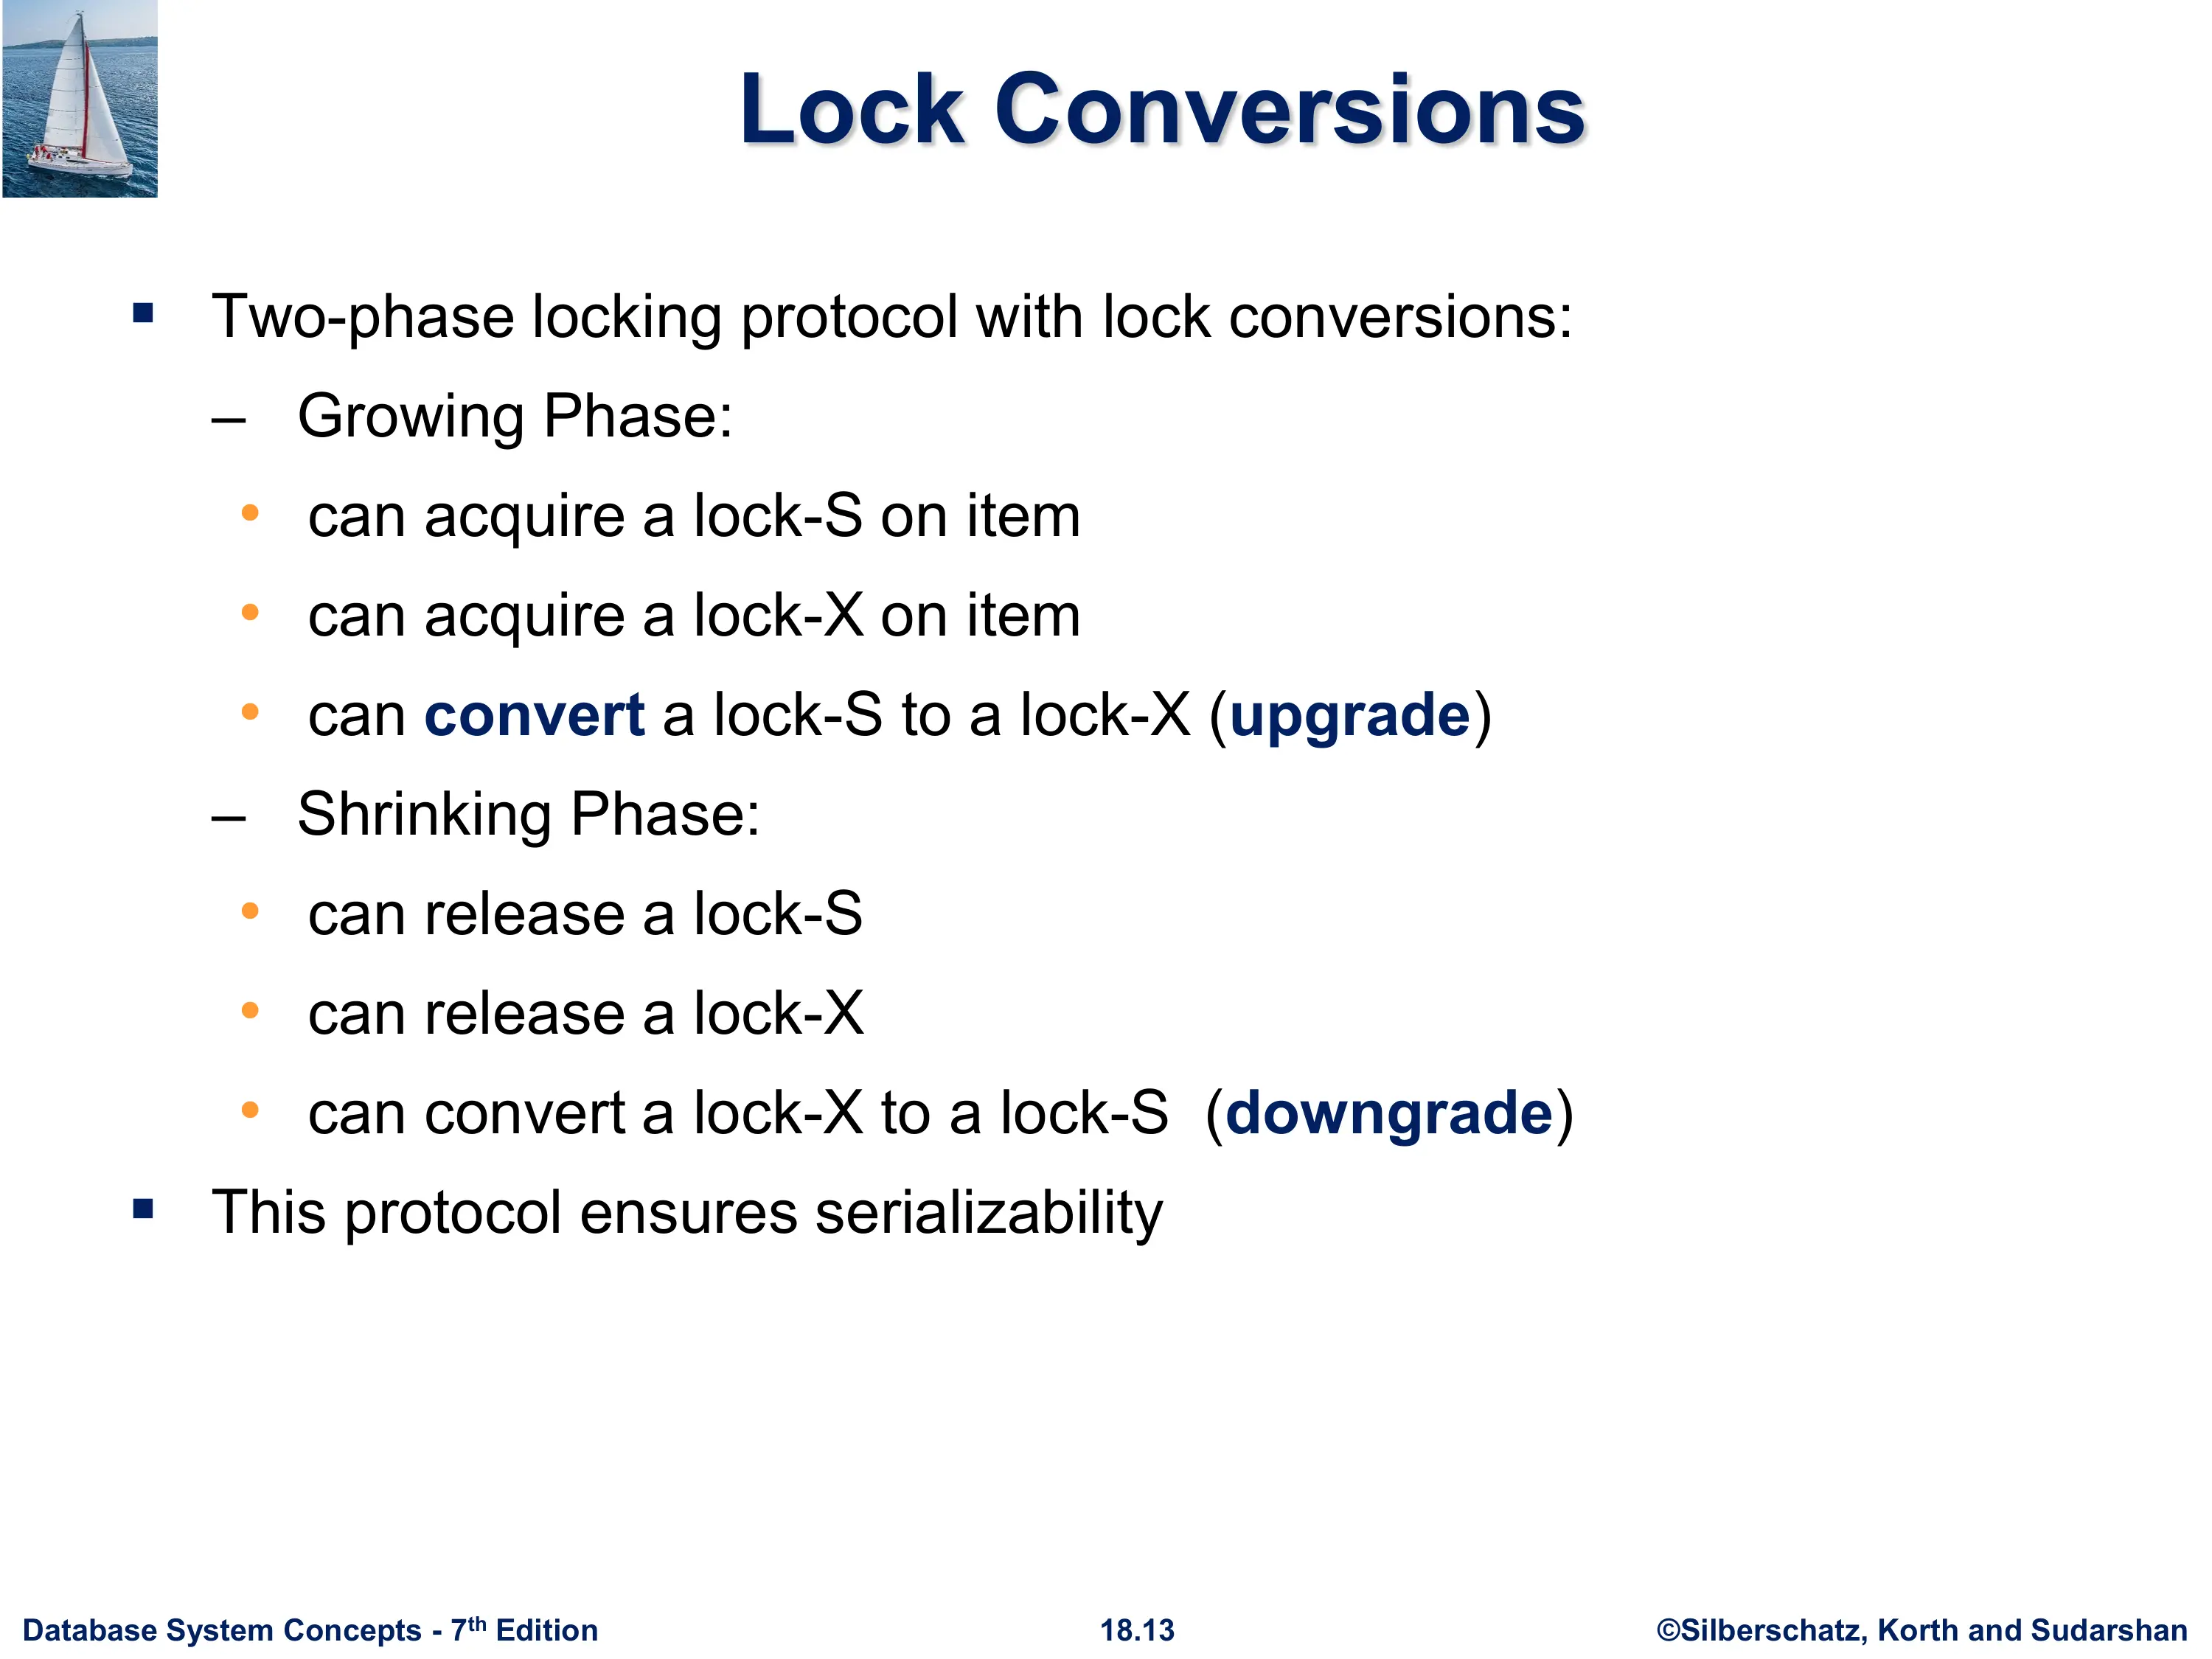 Lock Conversions
▪ Two-phase locking protocol with lock conversions:
– Growing Phase:
• can acquire a lock-S on item
• can acquire a lock-X on item
• can convert a lock-S to a lock-X (upgrade)
– Shrinking Phase:
• can release a lock-S
• can release a lock-X
• can convert a lock-X to a lock-S (downgrade)
▪ This protocol ensures serializability
Database System Concepts - 7th Edition
18.13
©Silberschatz, Korth and Sudarshan